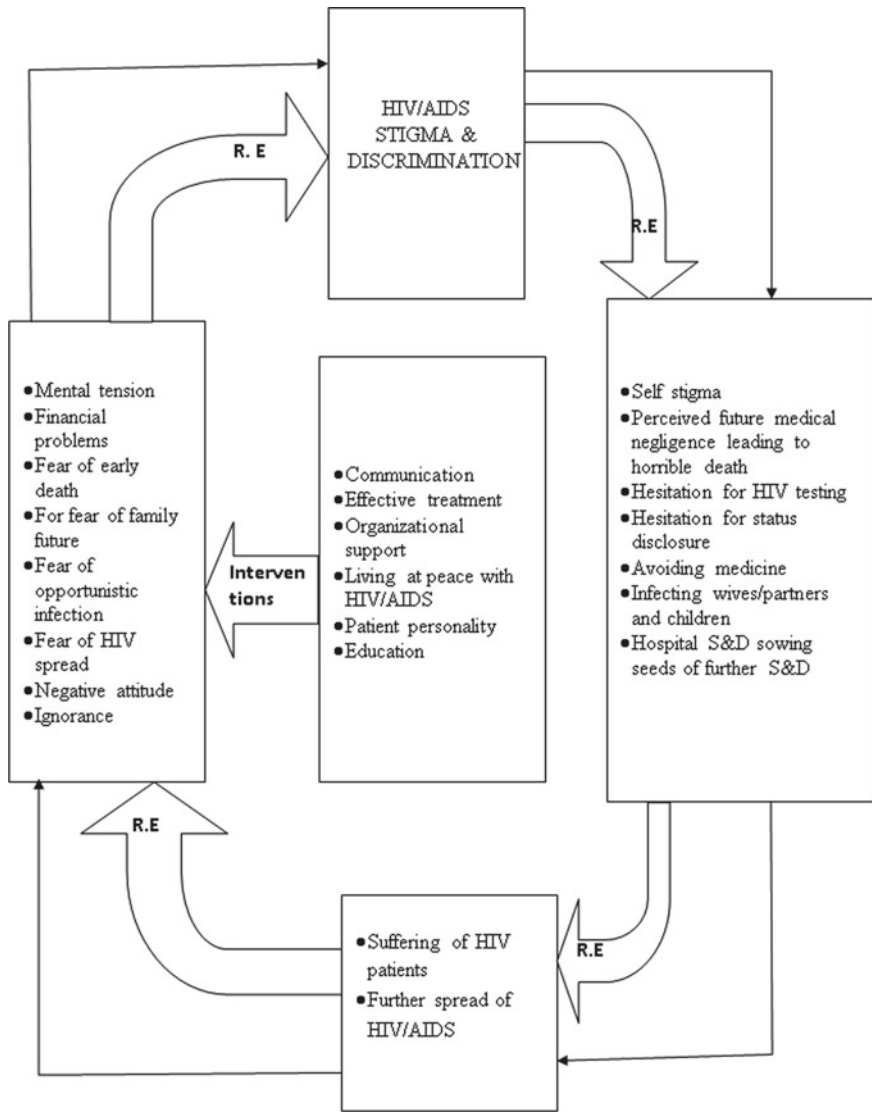 HIV/AIDS
STIGMA &
DISCRIMINATION
R. E
R.E
●Mental tension
●Financial
problems
●Fear of early
death
●For fear of family
future
●Fear of
opportunistic
infection
●Fear of HIV
spread
●Negative attitude
●Ignorance
Interven
tions
●Communication
●Effective treatment
●Organizational
support
●Living at peace with
HIV/AIDS
●Patient personality
●Education
●Self stigma
●Perceived future medical
negligence leading to
horrible death
●Hesitation for HIV testing
●Hesitation for status
disclosure
●Avoiding medicine
●Infecting wives/partners
and children
●Hospital S&D sowing
seeds of further S&D
R.E
●Suffering of HIV
patients
●Further spread of
HIV/AIDS
R.E